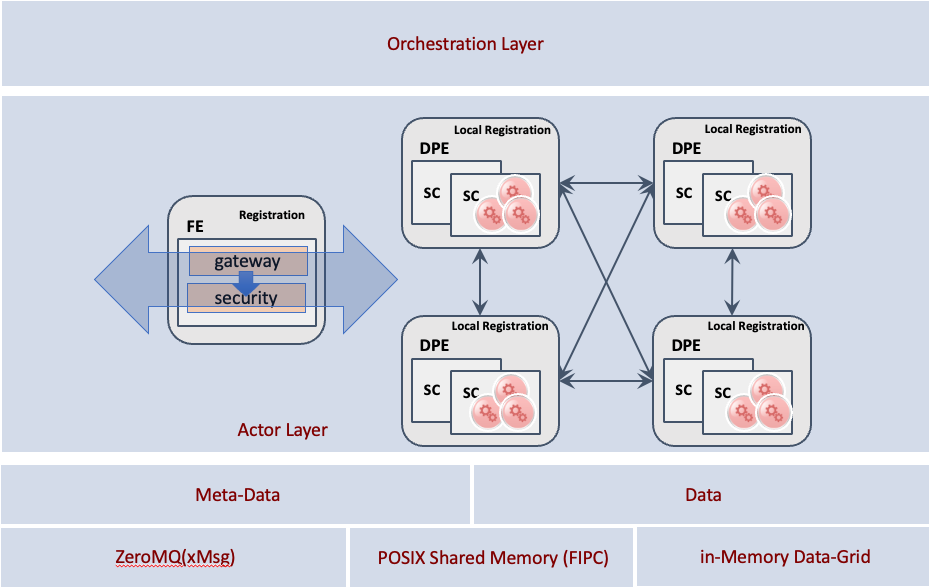 Orchestration Layer
Local Registration
DPE
SC
SC
Local Registration
DPE
SC
SC
Registration
FE
gateway
security
Local Registration
DPE
SC
SC
Local Registration
DPE
SC
SC
Actor Layer
Meta-Data
Data
ZeroMQ(xMsg)
POSIX Shared Memory (FIPC)
in-Memory Data-Grid